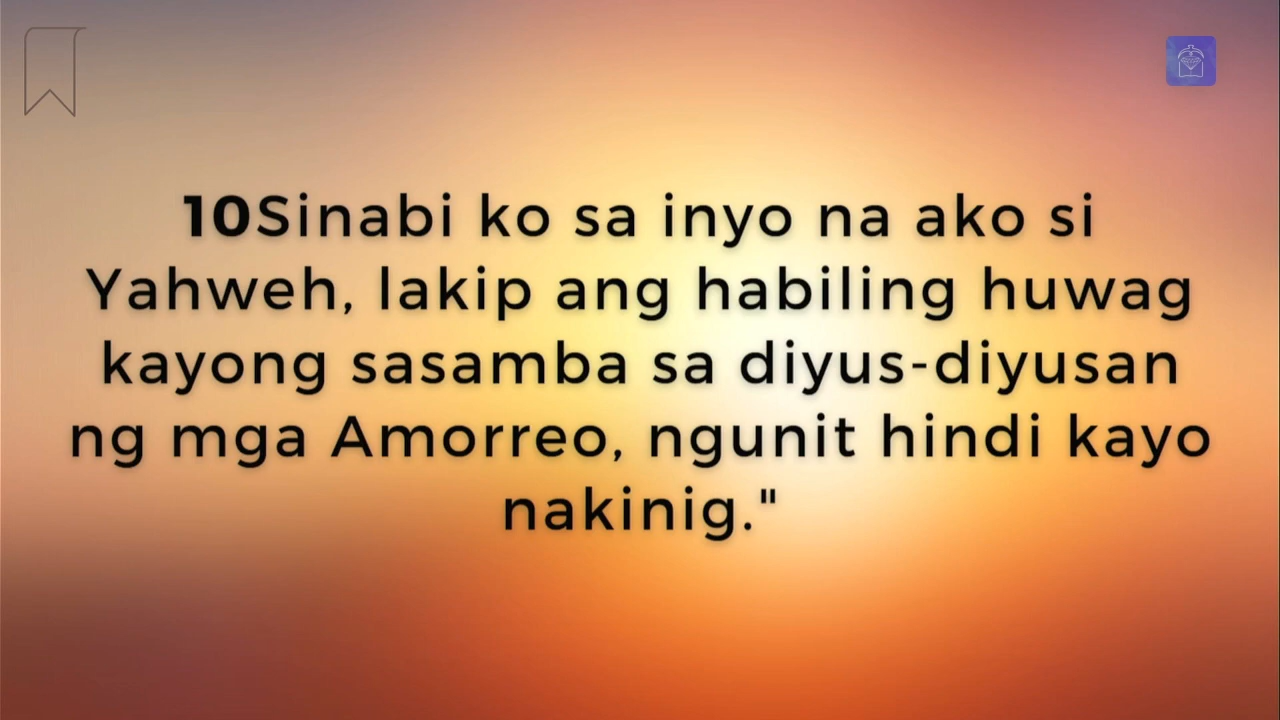 10Sinabi ko sa inyo na ako si
Yahweh, lakip ang habiling huwag
kayong sasamba sa diyus-diyusan
ng mga Amorreo, ngunit hindi kayo
nakinig."